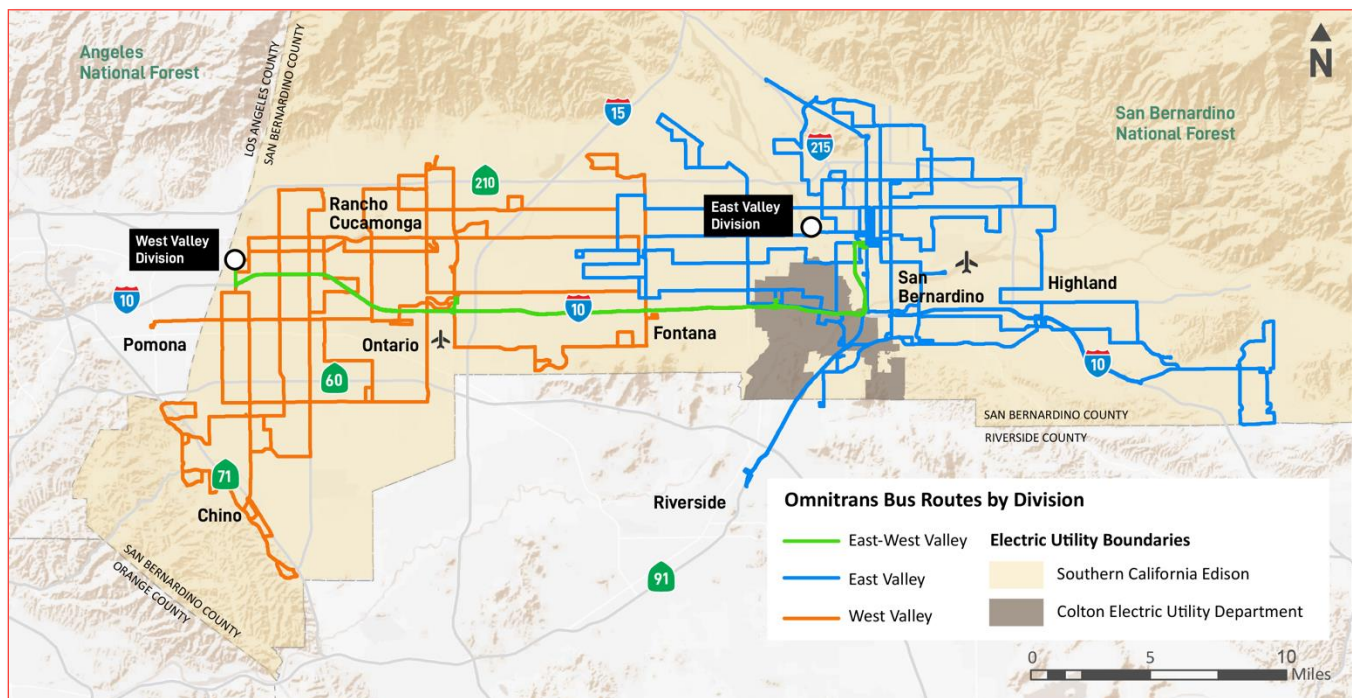 Angeles
National Forest
LOS ANGELES COUNTY
SAN BERNARDINO COUNTY
N
15
San Bernardino
National Forest
215
210
Rancho
Cucamonga
East Valley
Division
West Valley
Division
San
Bernardino
Highland
10
10
Pomona
Ontario
Fontana
60
10
SAN BERNARDINO COUNTY
RIVERSIDE COUNTY
71
Chino
Riverside
SAN BERNARDINO COUNTY
ORANGE COUNTY
91
Omnitrans Bus Routes by Division
East-West Valley
East Valley
West Valley
Electric Utility Boundaries
Southern California Edison
Colton Electric Utility Department
0 5 10
Miles